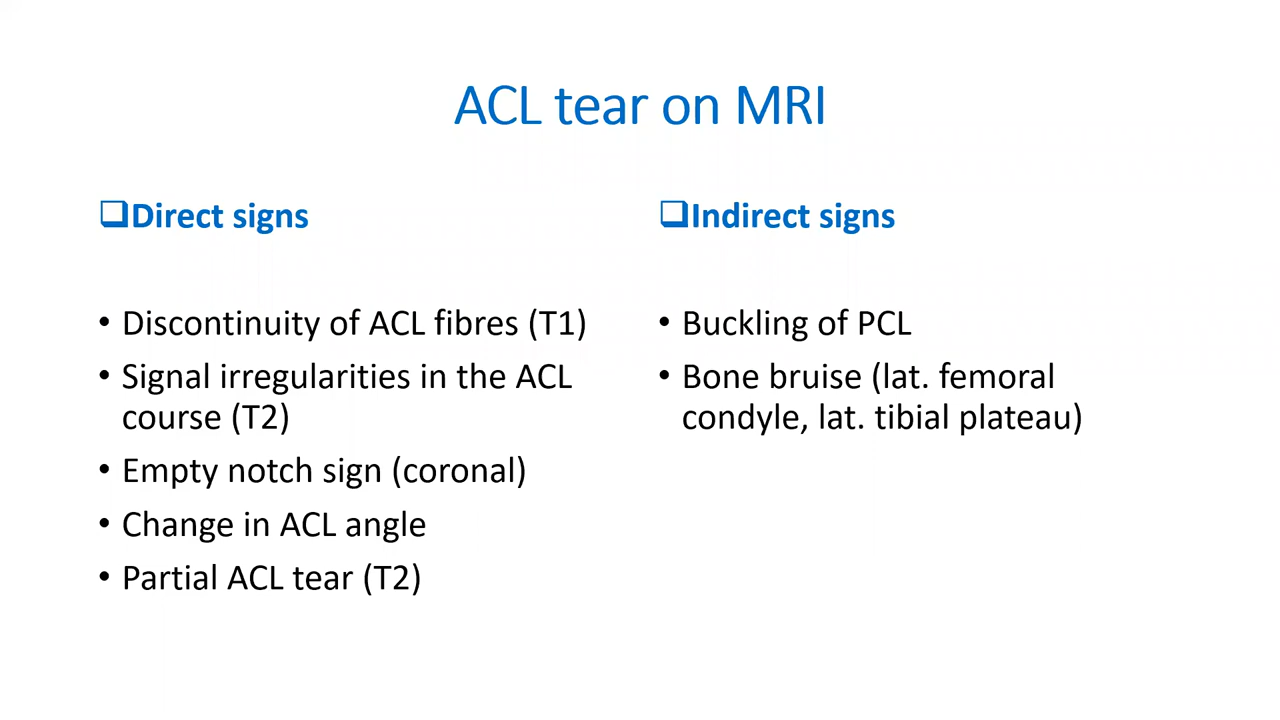 ACL tear on MRI
❑Direct signs
• Discontinuity of ACL fibres (T1)
• Signal irregularities in the ACL
course (T2)
• Empty notch sign (coronal)
• Change in ACL angle
• Partial ACL tear (T2)
❑Indirect signs
• Buckling of PCL
• Bone bruise (lat. femoral
condyle, lat. tibial plateau)